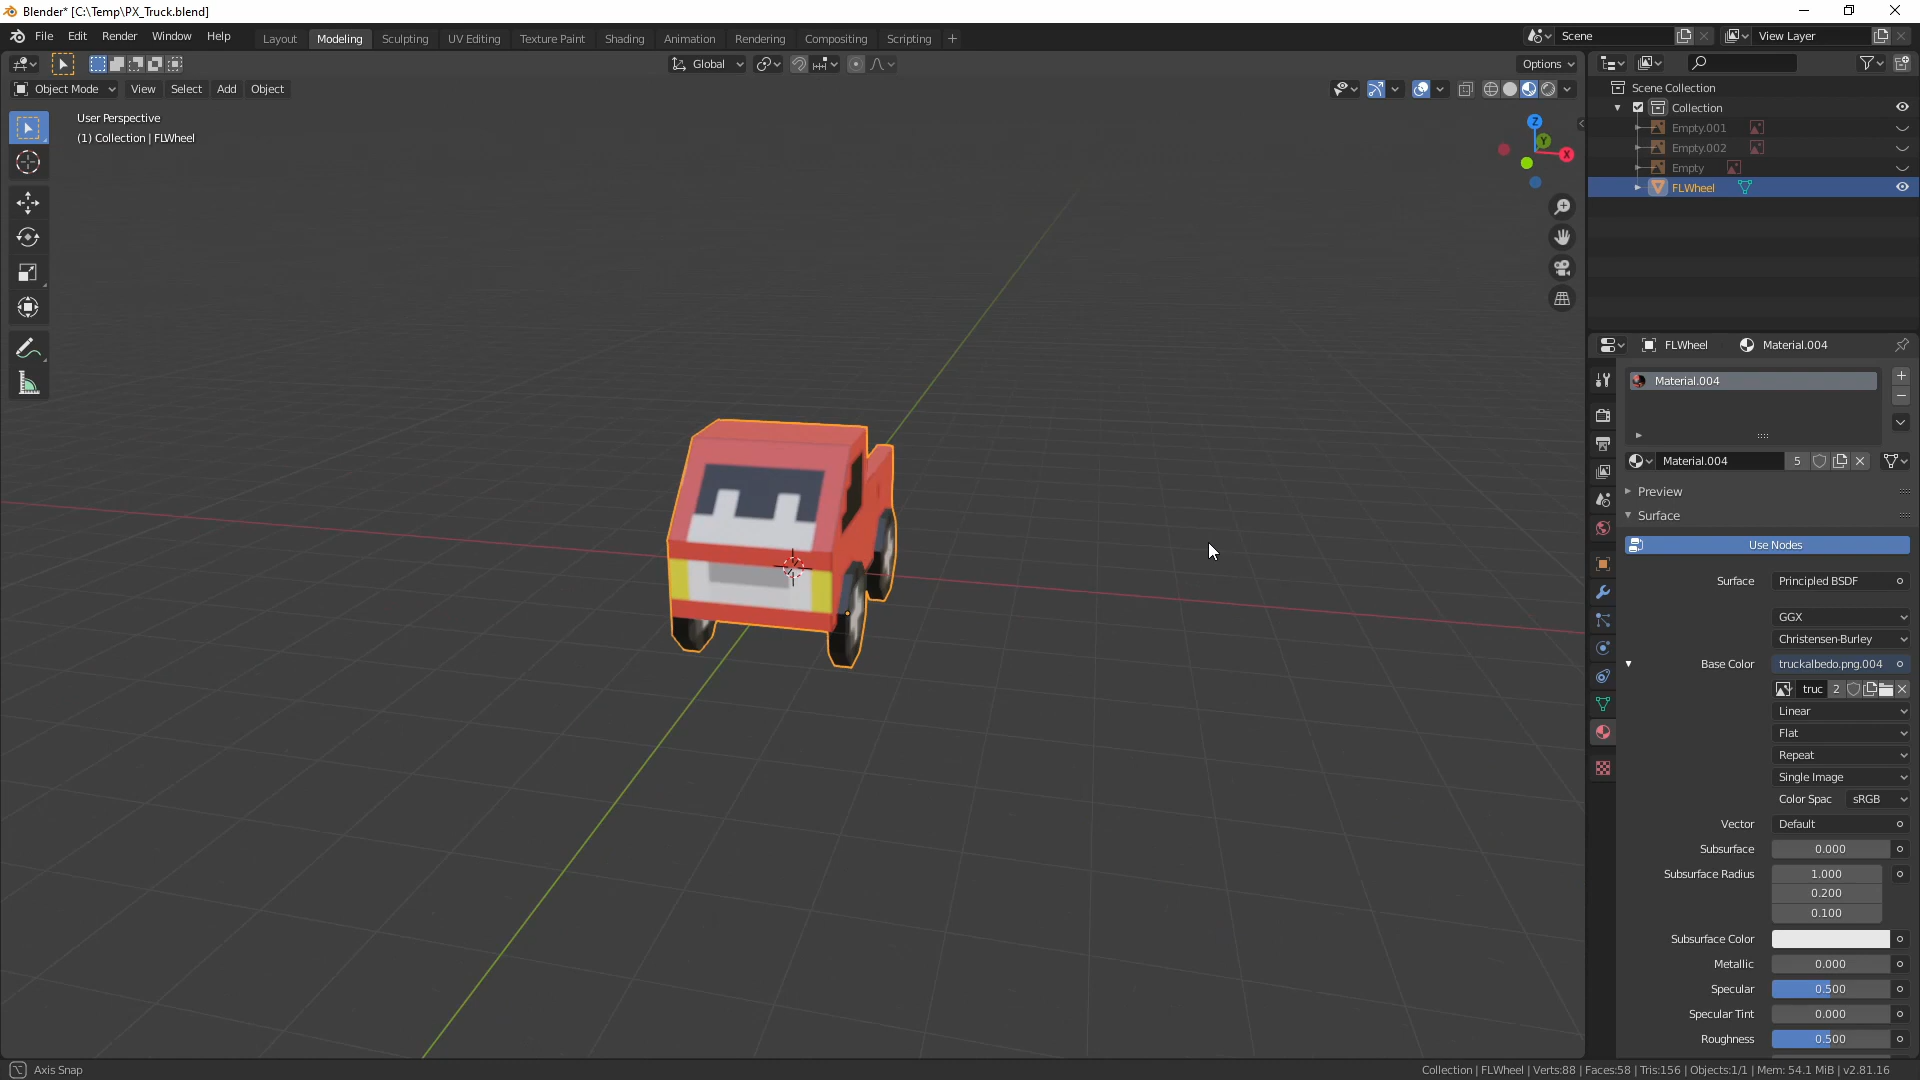 Blender* [C:\Temp\PX_Truck.blend]
File Edit Render Window Help Layout Modeling Sculpting UV Editing Texture Paint Shading Animation Rendering Compositing Scripting + Scene View Layer
Global Options
Object Mode View Select Add Object
User Perspective
(1) Collection | FLWheel
Z
Y
X
Scene Collection
Collection
Empty.001
Empty.002
Empty
FLWheel
FLWheel Material.004
Material.004
Material.004 5
Preview
Surface
Use Nodes
Surface Principled BSDF
GGX
Christensen-Burley
Base Color truckalbedo.png.004
truc 2
Linear
Flat
Repeat
Single Image
Color Spac sRGB
Vector Default
Subsurface 0.000
Subsurface Radius 1.000
0.200
0.100
Subsurface Color
Metallic 0.000
Specular 0.500
Specular Tint 0.000
Roughness 0.500
Axis Snap
Collection | FLWheel | Verts:88 | Faces:58 | Tris:156 | Objects:1/1 | Mem: 54.1 MiB | v2.81.16